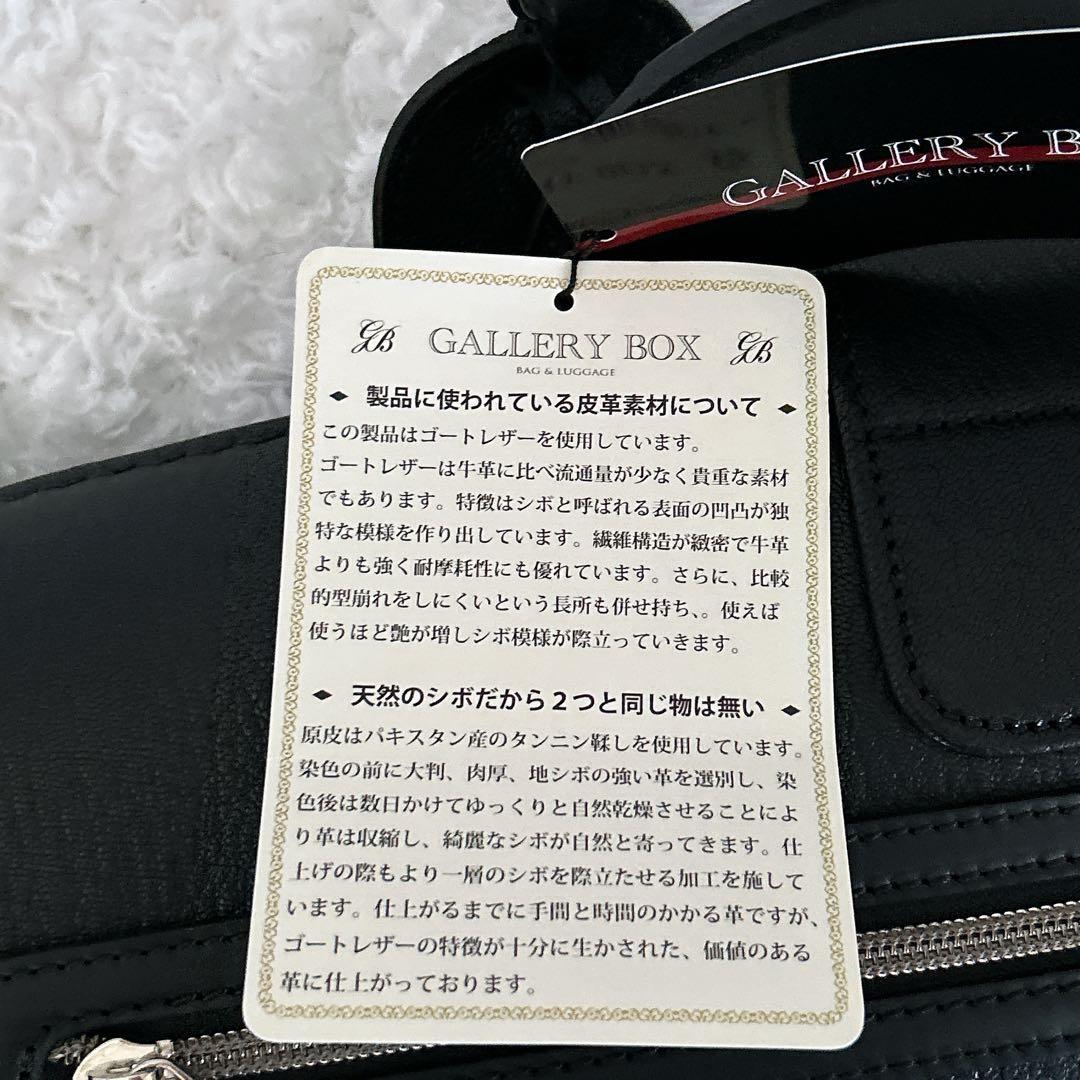 GALLERY B
BAG & LUGGAGE
GB GALLERY BOX GB
BAG & LUGGAGE
製品に使われている皮革素材について
この製品はゴートレザーを使用しています。
ゴートレザーは牛革に比べ流通量が少なく貴重な素材
でもあります。特徴はシボと呼ばれる表面の凹凸が独
特な模様を作り出しています。繊維構造が緻密で牛革
よりも強く耐摩耗性にも優れています。さらに、比較
的型崩れをしにくいという長所も併せ持ち、。使えば
使うほど艶が増しシボ模様が際立っていきます。
天然のシボだから2つと同じ物は無い
原皮はパキスタン産のタンニン鞣しを使用しています。
染色の前に大判、肉厚、地シボの強い革を選別し、染
色後は数日かけてゆっくりと自然乾燥させることによ
り革は収縮し、綺麗なシボが自然と寄ってきます。仕
上げの際もより一層のシボを際立たせる加工を施して
います。仕上がるまでに手間と時間のかかる革ですが、
ゴートレザーの特徴が十分に生かされた、価値のある
革に仕上がっております。